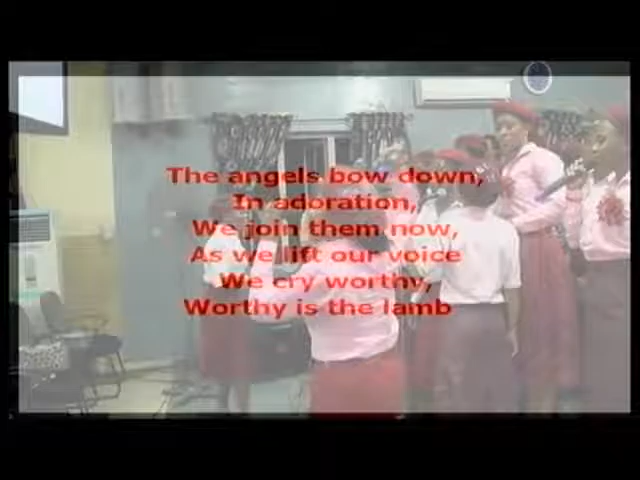 The angels bow down,
In adoration,
We join them now,
As we lift our voice
We cry worthy,
Worthy is the lamb